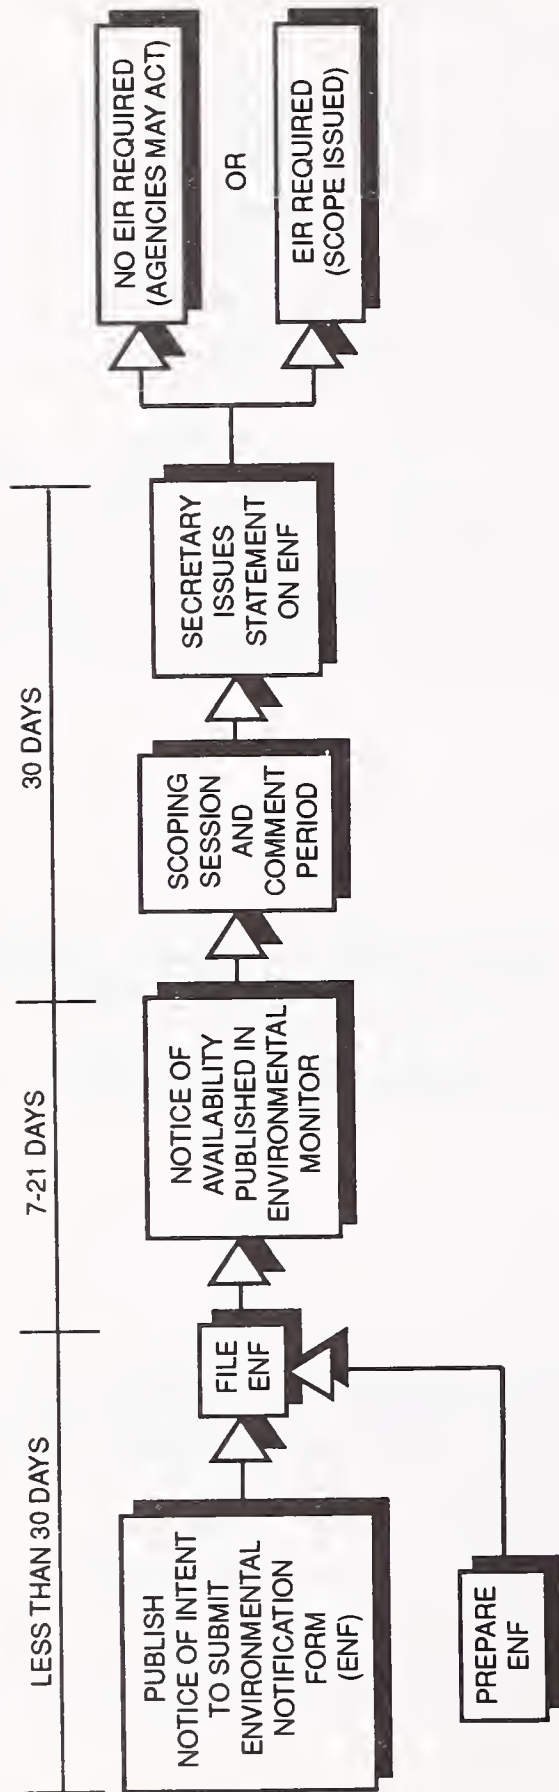 LESS THAN 30 DAYS
7-21 DAYS
30 DAYS
PUBLISH
NOTICE OF INTENT
TO SUBMIT
ENVIRONMENTAL
NOTIFICATION
FORM
(ENF)
PREPARE
ENF
FILE
ENF
NOTICE OF
AVAILABILITY
PUBLISHED IN
ENVIRONMENTAL
MONITOR
SCOPING
SESSION
AND
COMMENT
PERIOD
SECRETARY
ISSUES
STATEMENT
ON ENF
NO EIR REQUIRED
(AGENCIES MAY ACT)
OR
EIR REQUIRED
(SCOPE ISSUED)